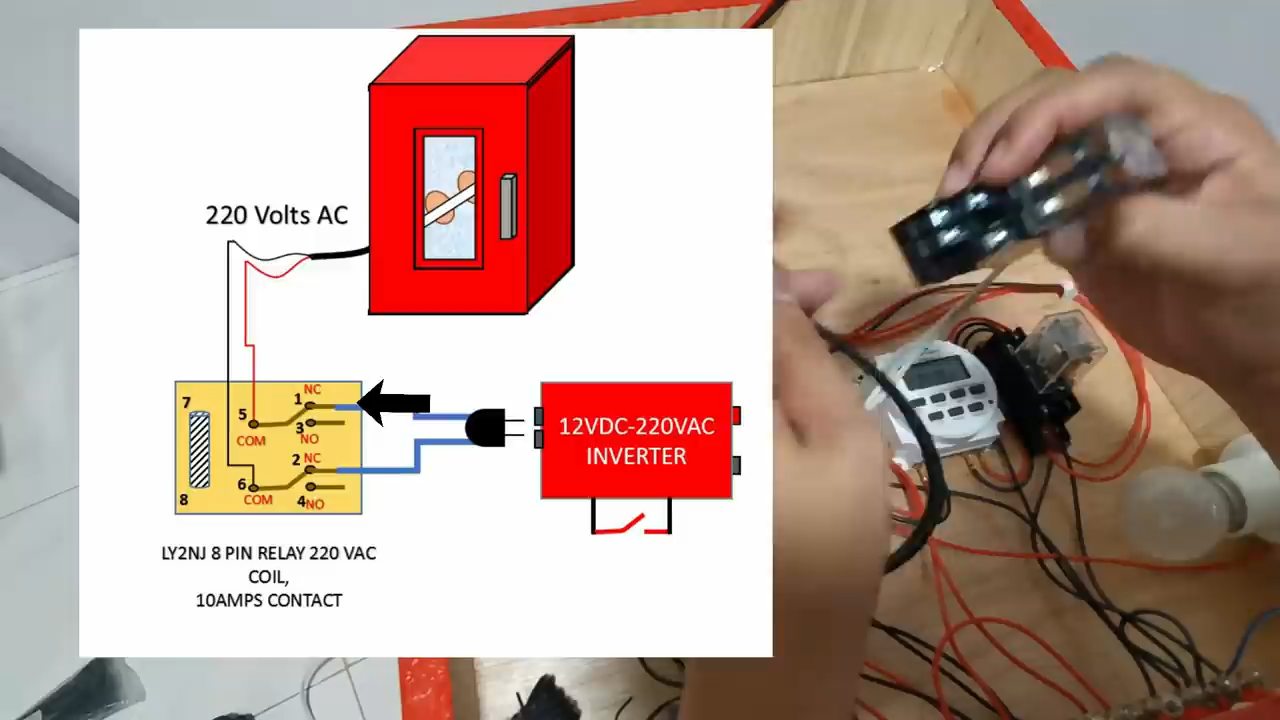 220 Volts AC
7
5
COM
1
NC
3
NO
2
NC
6
COM
4
NO
8
12VDC-220VAC
INVERTER
LY2NJ 8 PIN RELAY 220 VAC
COIL,
10AMPS CONTACT